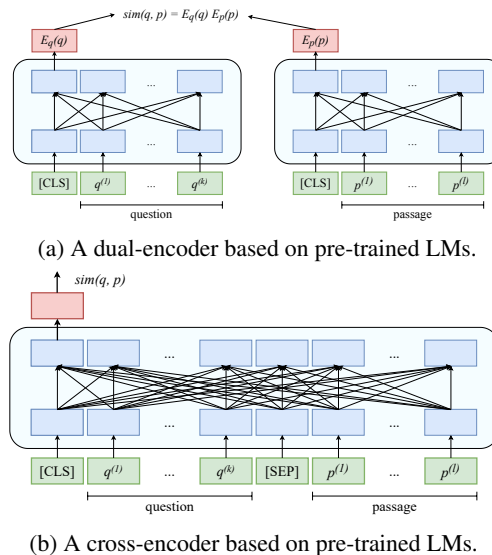 sim(q, p) = E_q(q) E_p(p)
E_q(q) E_p(p)
... ...
... ...
[CLS] q^(1) ... q^(k) [CLS] p^(1) ... p^(l)
question passage
(a) A dual-encoder based on pre-trained LMs.
sim(q, p)
... ...
... ...
[CLS] q^(1) ... q^(k) [SEP] p^(1) ... p^(l)
question passage
(b) A cross-encoder based on pre-trained LMs.